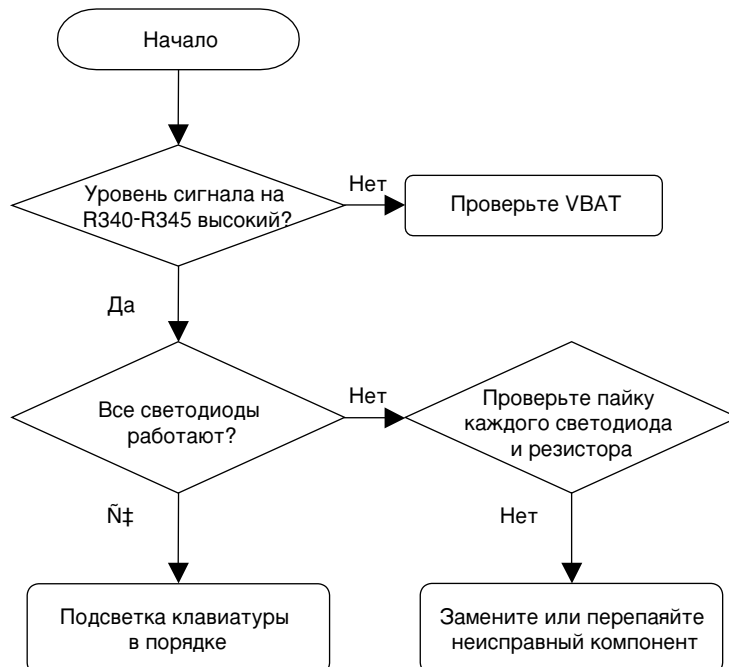 Начало
Уровень сигнала на
R340-R345 высокий?
Нет
Проверьте VBAT
Да
Все светодиоды
работают?
Нет
Проверьте пайку
каждого светодиода
и резистора
Ñ‡
Нет
Подсветка клавиатуры
в порядке
Замените или перепаяйте
неисправный компонент